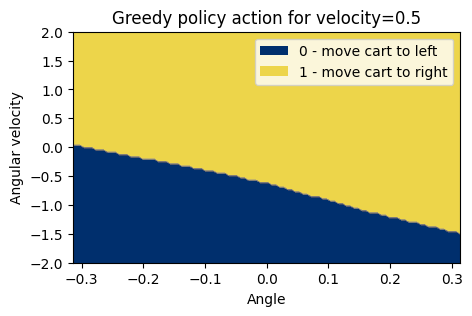 Greedy policy action for velocity=0.5
0 - move cart to left
1 - move cart to right
Angular velocity
2.0
1.5
1.0
0.5
0.0
−0.5
−1.0
−1.5
−2.0
−0.3 −0.2 −0.1 0.0 0.1 0.2 0.3
Angle